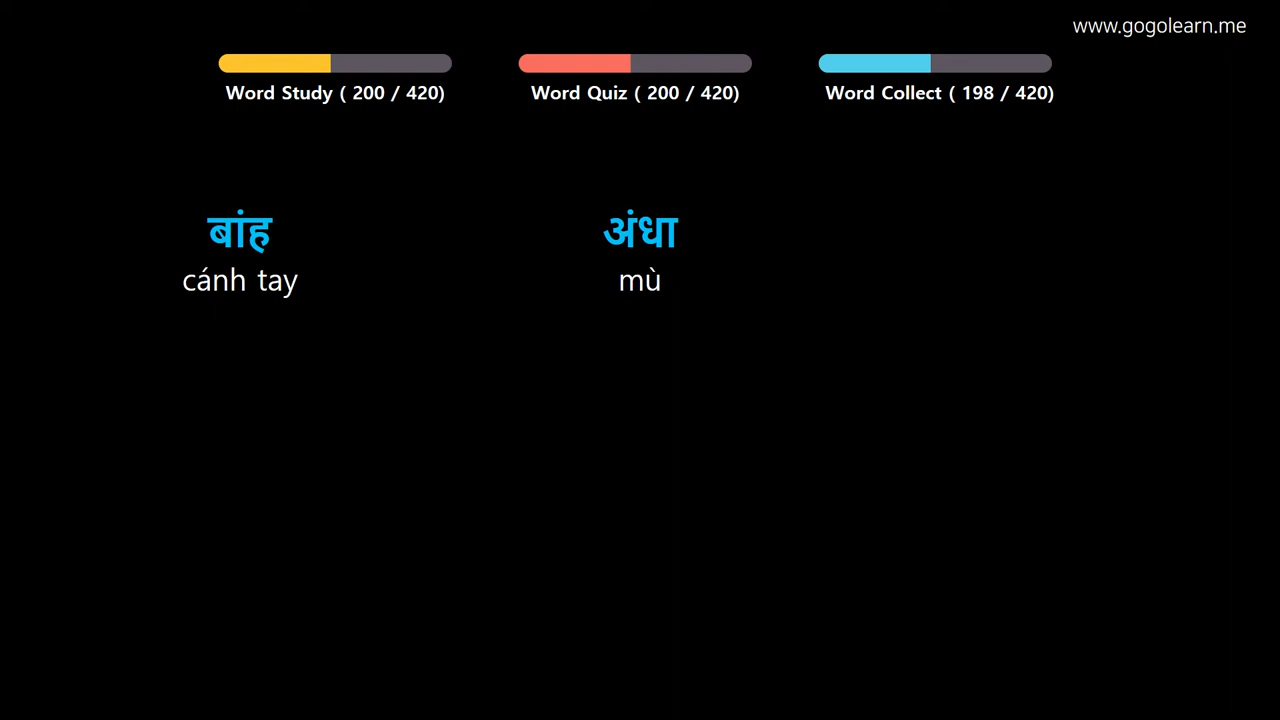 www.gogolearn.me
Word Study ( 200 / 420)
Word Quiz ( 200 / 420)
Word Collect ( 198 / 420)
बांह
cánh tay
अंधा
mù